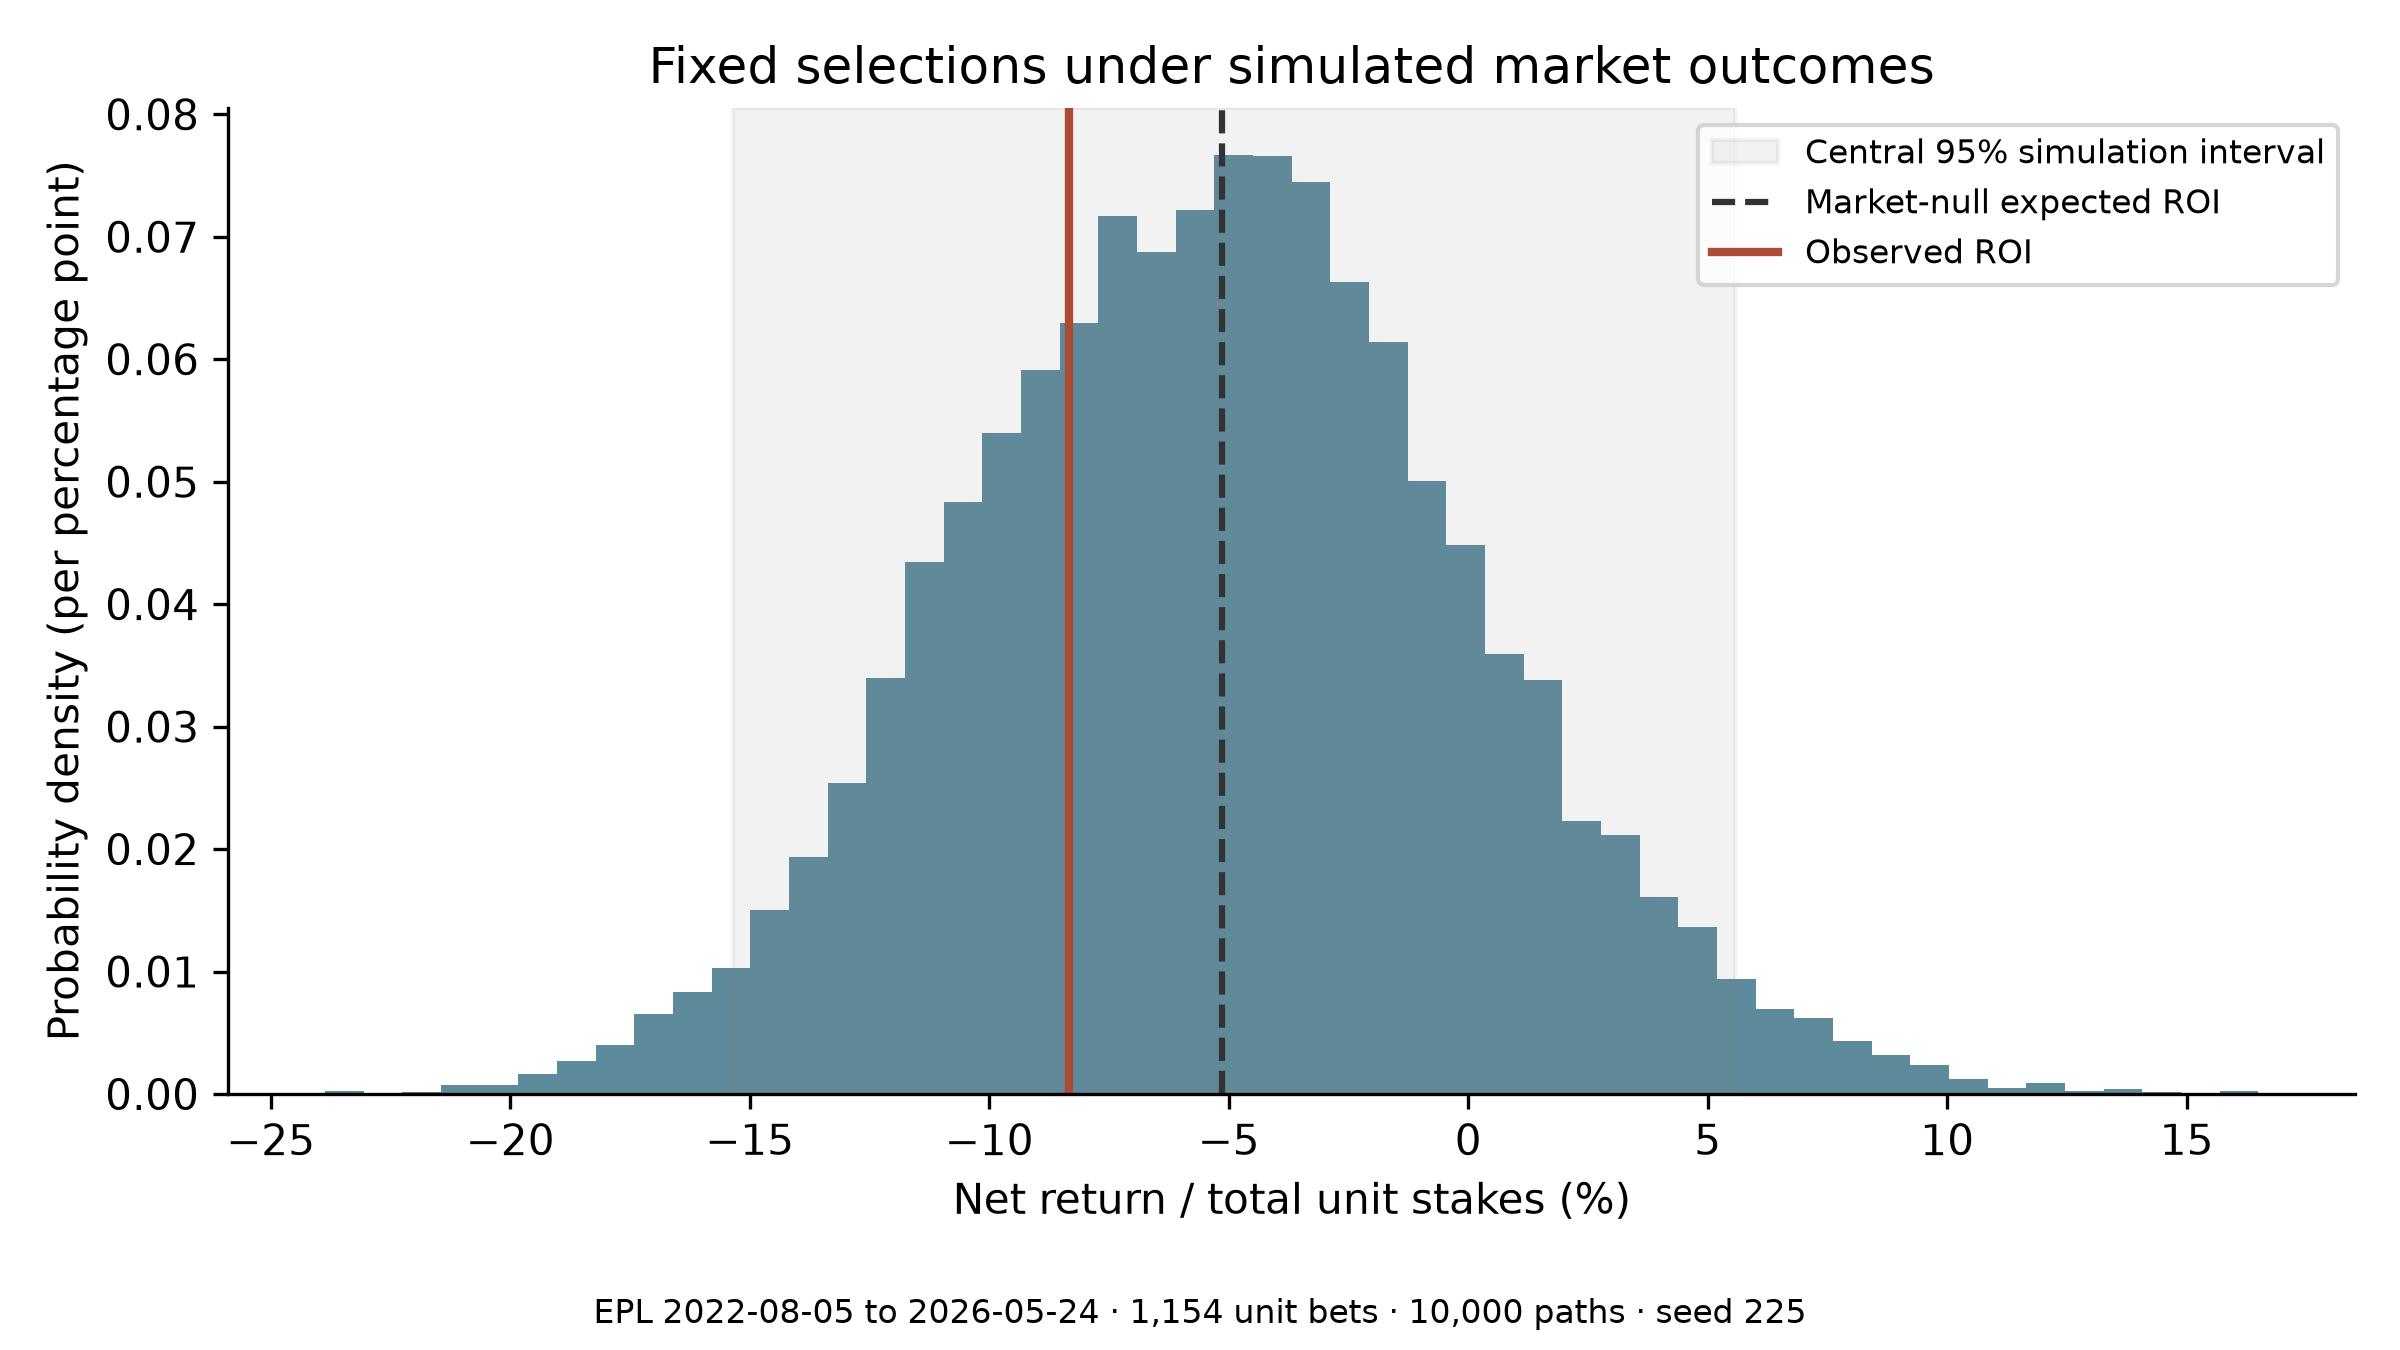 Fixed selections under simulated market outcomes
Probability density (per percentage point)
0.08
0.07
0.06
0.05
0.04
0.03
0.02
0.01
0.00
Central 95% simulation interval
Market-null expected ROI
Observed ROI
−25 −20 −15 −10 −5 0 5 10 15
Net return / total unit stakes (%)
EPL 2022-08-05 to 2026-05-24 · 1,154 unit bets · 10,000 paths · seed 225